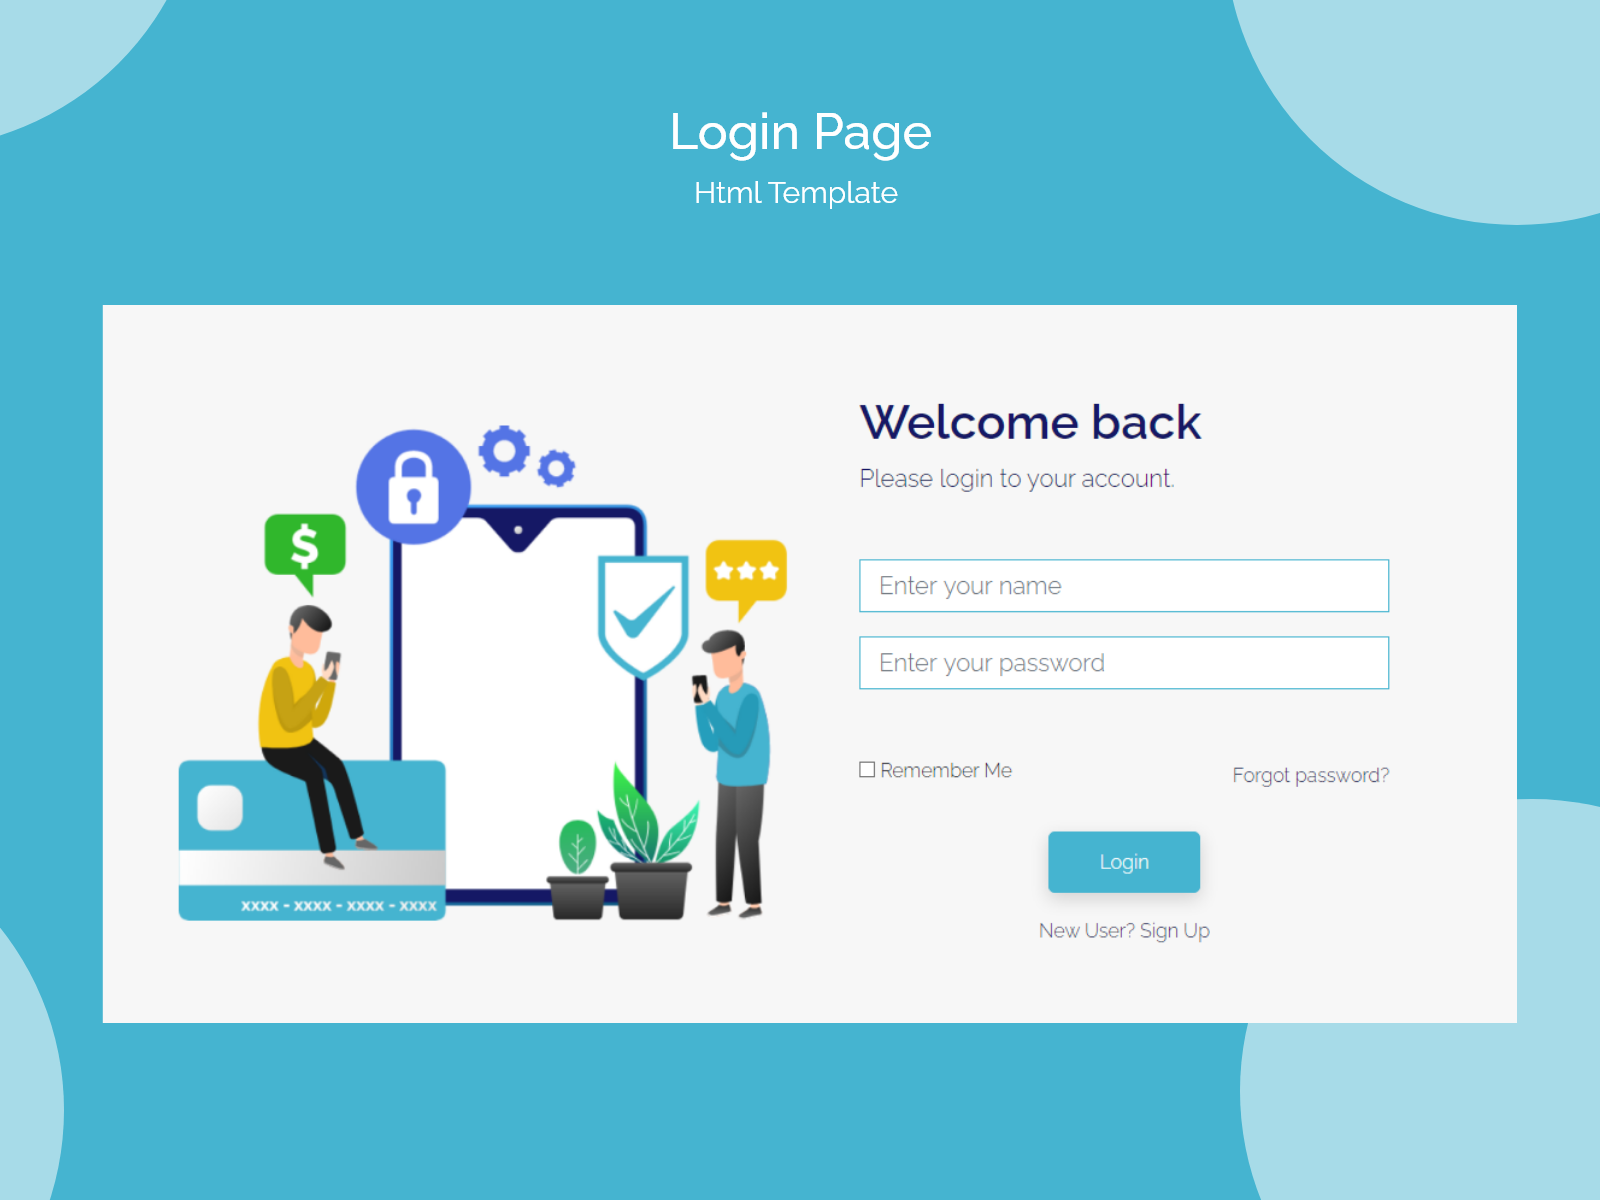 Login Page
Html Template
Welcome back
Please login to your account.
Enter your name
Enter your password
Remember Me
Forgot password?
Login
New User? Sign Up
$
xxxx - xxxx - xxxx - xxxx